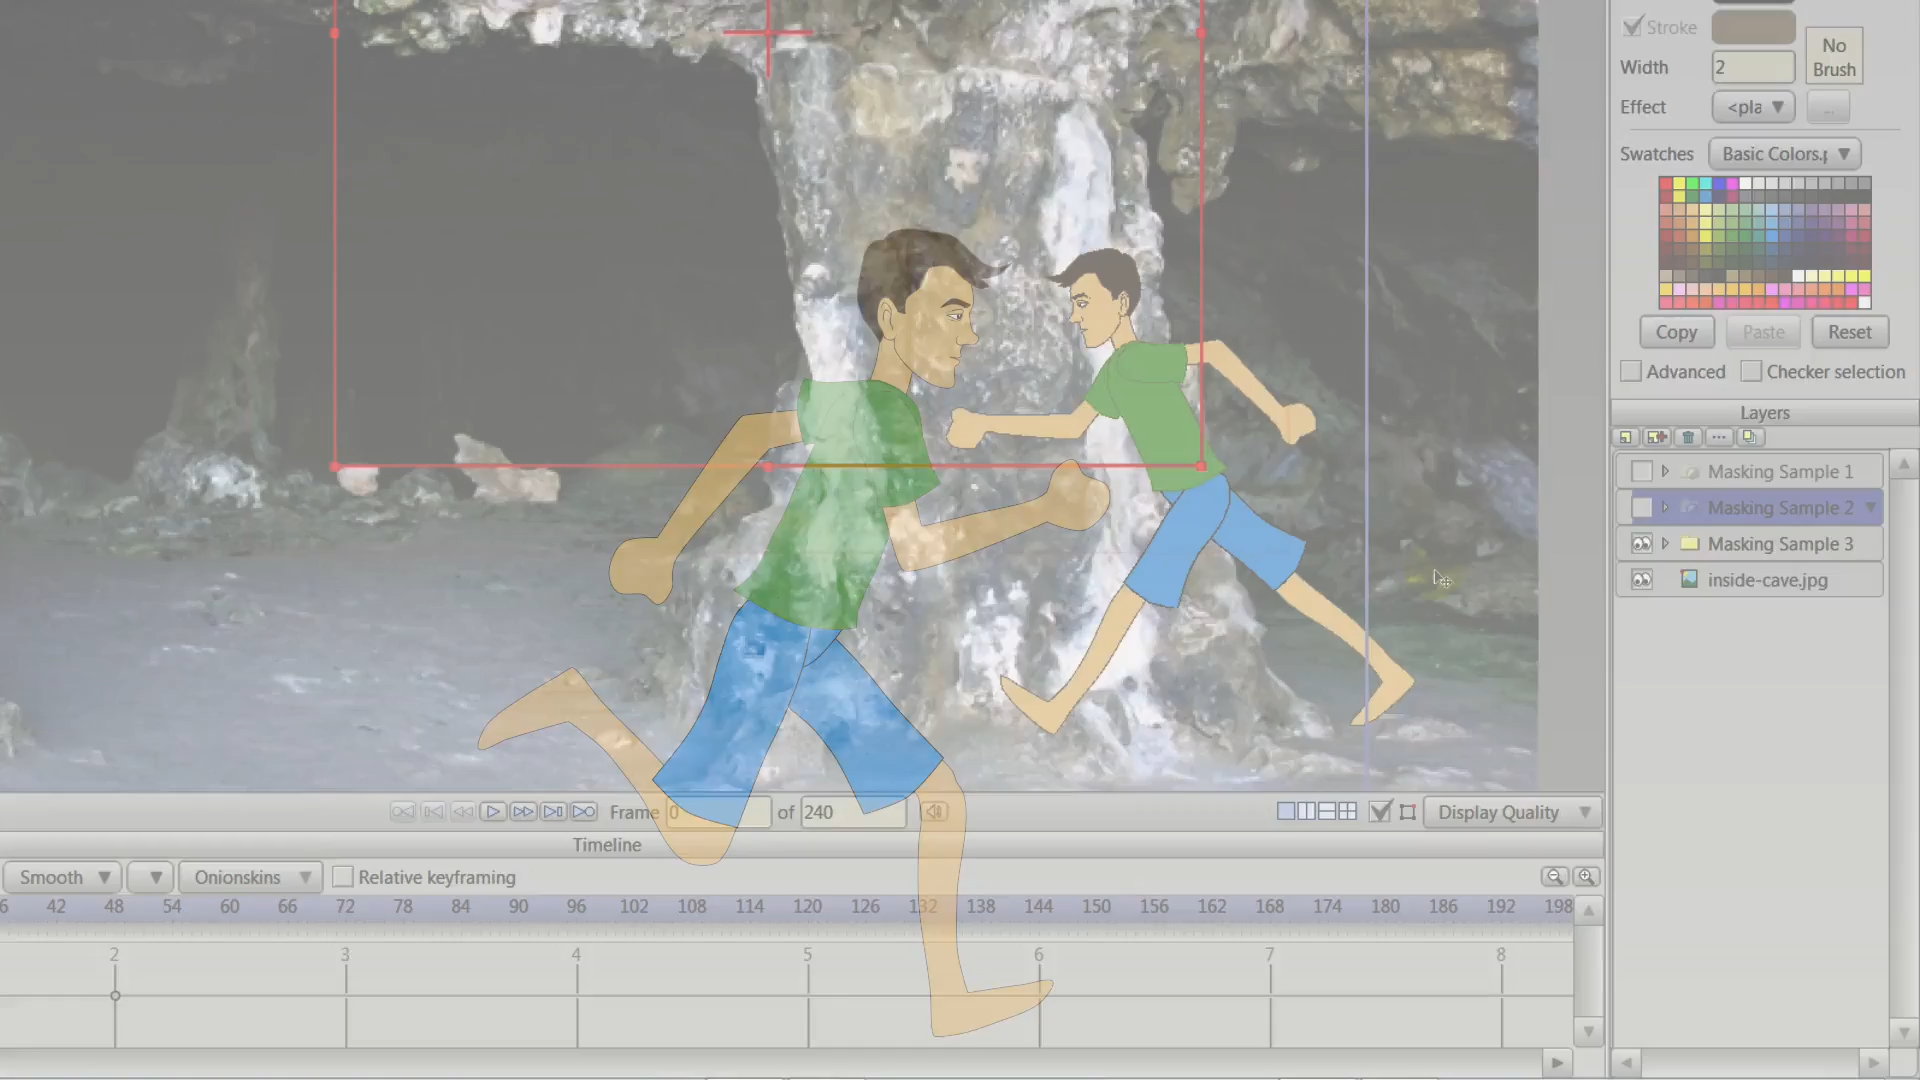 Stroke
No
Brush
Width
2
Effect
<pla
...
Swatches
Basic Colors.p
Copy
Paste
Reset
Advanced
Checker selection
Layers
Masking Sample 1
Masking Sample 2
Masking Sample 3
inside-cave.jpg
Frame
0
of
240
Display Quality
Timeline
Smooth
Onionskins
Relative keyframing
6 42 48 54 60 66 72 78 84 90 96 102 108 114 120 126 132 138 144 150 156 162 168 174 180 186 192 198
2 3 4 5 6 7 8